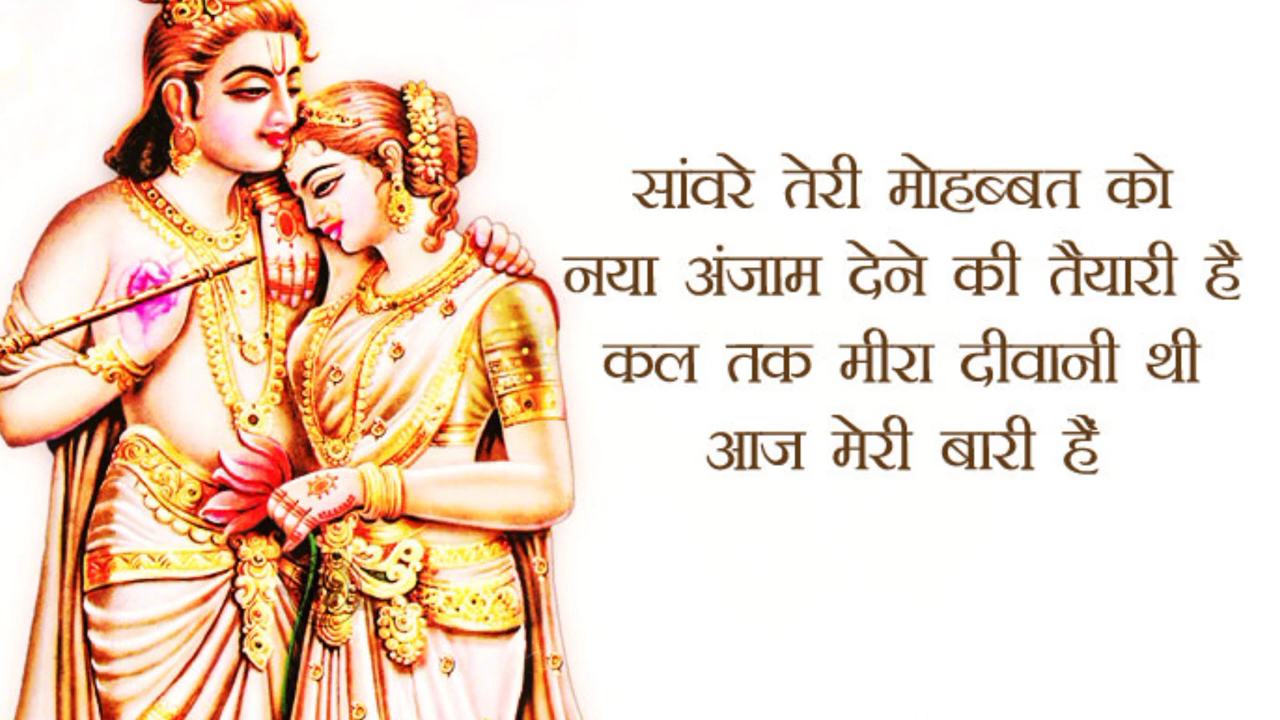 सांवरे तेरी मोहब्बत को
नया अंजाम देने की तैयारी है
कल तक मीरा दीवानी थी
आज मेरी बारी हैं